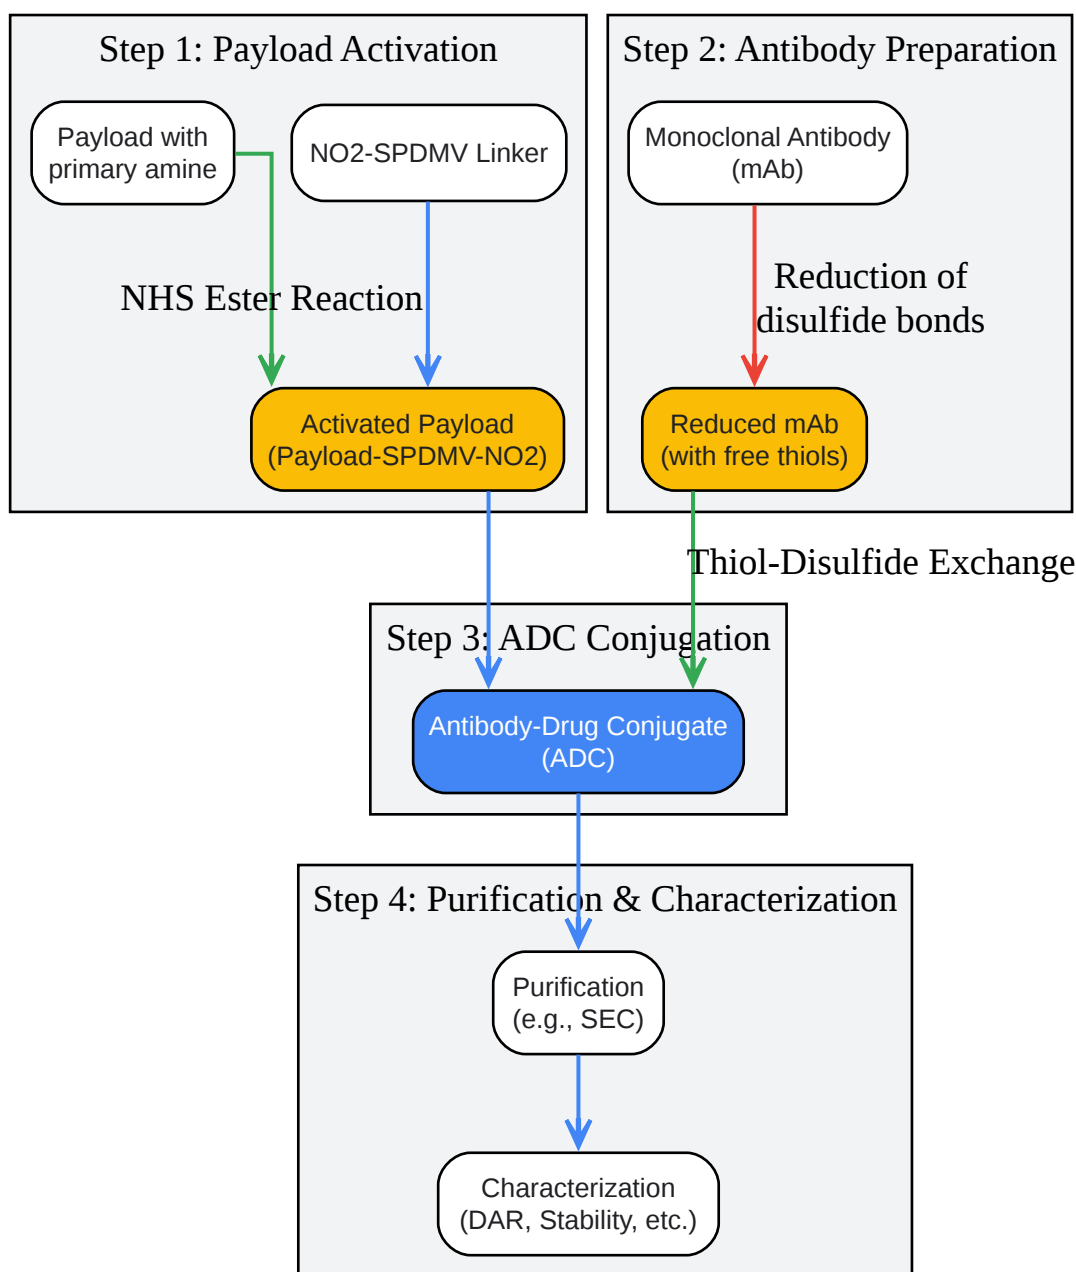 Step 1: Payload Activation
Payload with
primary amine
NO2-SPDMV Linker
NHS Ester Reaction
Activated Payload
(Payload-SPDMV-NO2)
Step 2: Antibody Preparation
Monoclonal Antibody
(mAb)
Reduction of
disulfide bonds
Reduced mAb
(with free thiols)
Thiol-Disulfide Exchange
Step 3: ADC Conjugation
Antibody-Drug Conjugate
(ADC)
Step 4: Purification & Characterization
Purification
(e.g., SEC)
Characterization
(DAR, Stability, etc.)